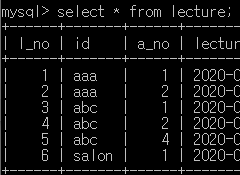 mysql> select * from lecture;
| l_no | id | a_no | lectur
| 1 | aaa | 1 | 2020-0
| 2 | aaa | 2 | 2020-0
| 3 | abc | 1 | 2020-0
| 4 | abc | 2 | 2020-0
| 5 | abc | 4 | 2020-0
| 6 | salon | 1 | 2020-0